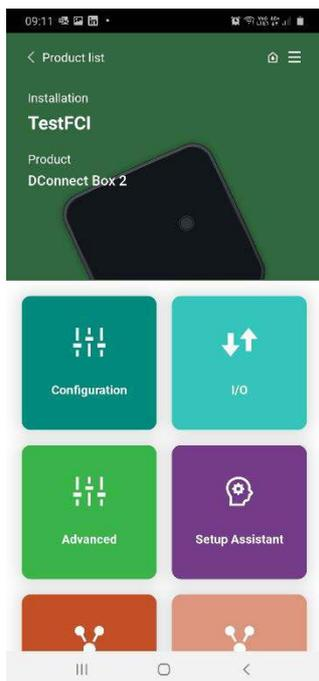 09:11
Product list
Installation
TestFCI
Product
DConnect Box 2
Configuration
I/O
Advanced
Setup Assistant